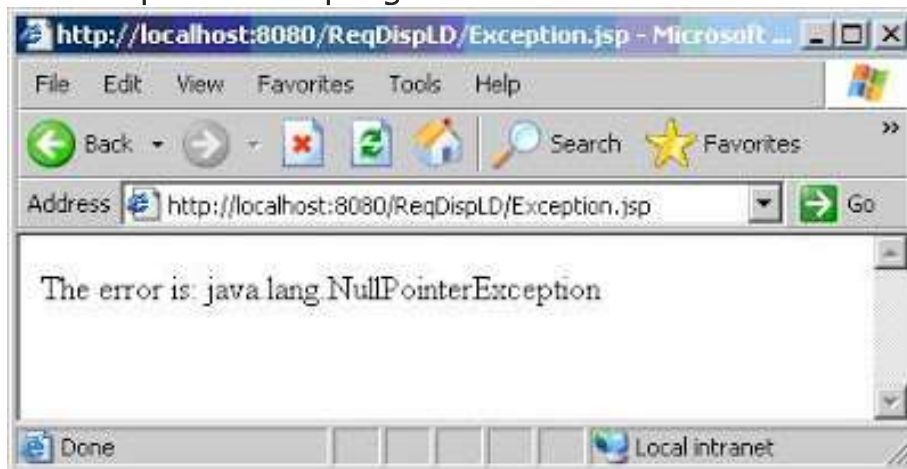 http://localhost:8080/ReqDispLD/Exception.jsp - Microsoft ...
File Edit View Favorites Tools Help
Back Search Favorites »
Address http://localhost:8080/ReqDispLD/Exception.jsp Go
The error is: java.lang.NullPointerException
Done Local intranet